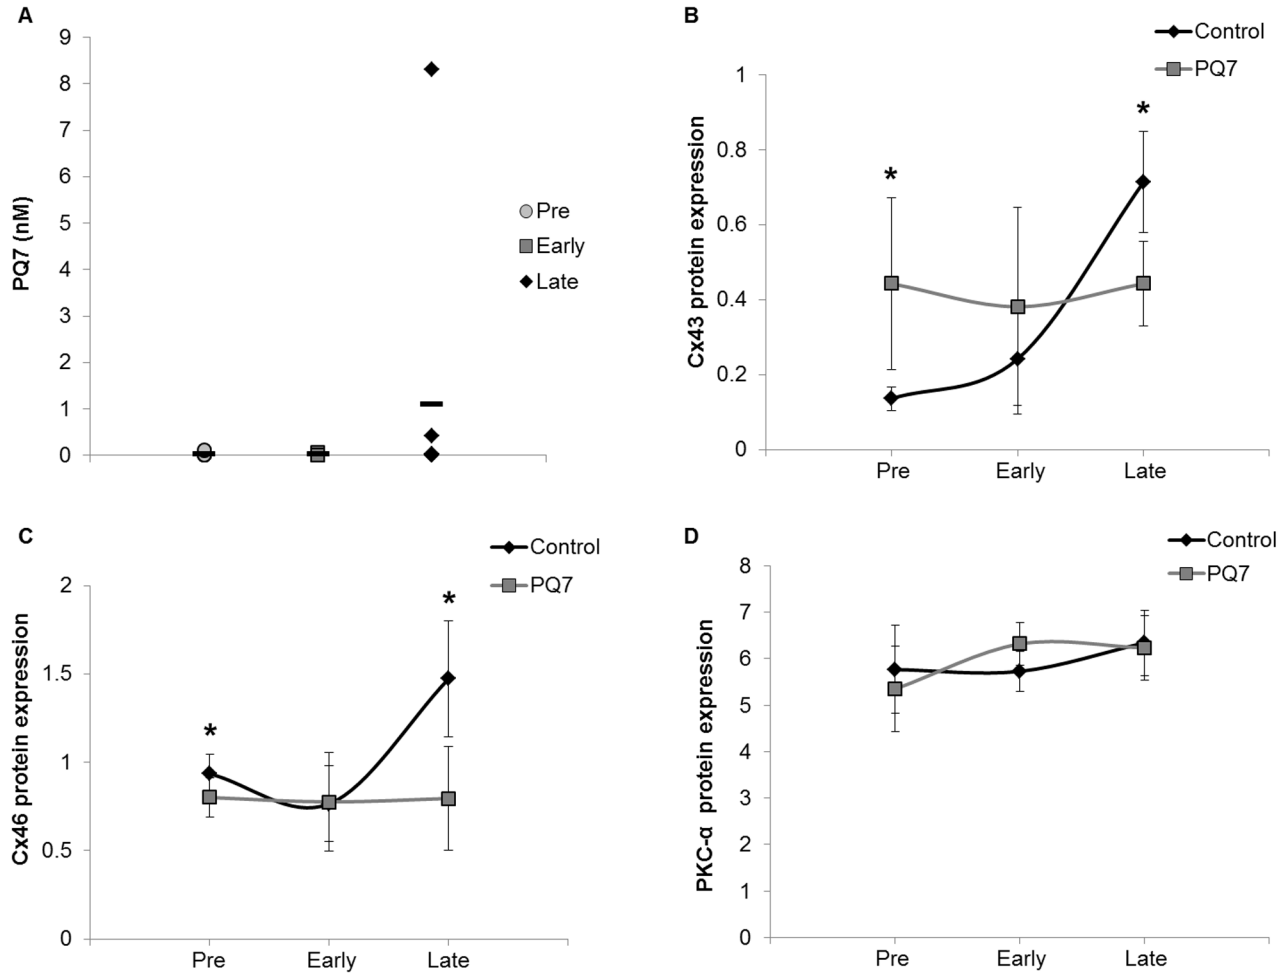 A
9
8
7
6
5
4
3
2
1
0
PQ7 (nM)
Pre
Early
Late
B
Control
PQ7
1
0.8
0.6
0.4
0.2
0
Cx43 protein expression
*
*
Pre Early Late
C
Control
PQ7
2
1.5
1
0.5
0
Cx46 protein expression
*
*
Pre Early Late
D
Control
PQ7
8
7
6
5
4
3
2
1
0
PKC-α protein expression
Pre Early Late